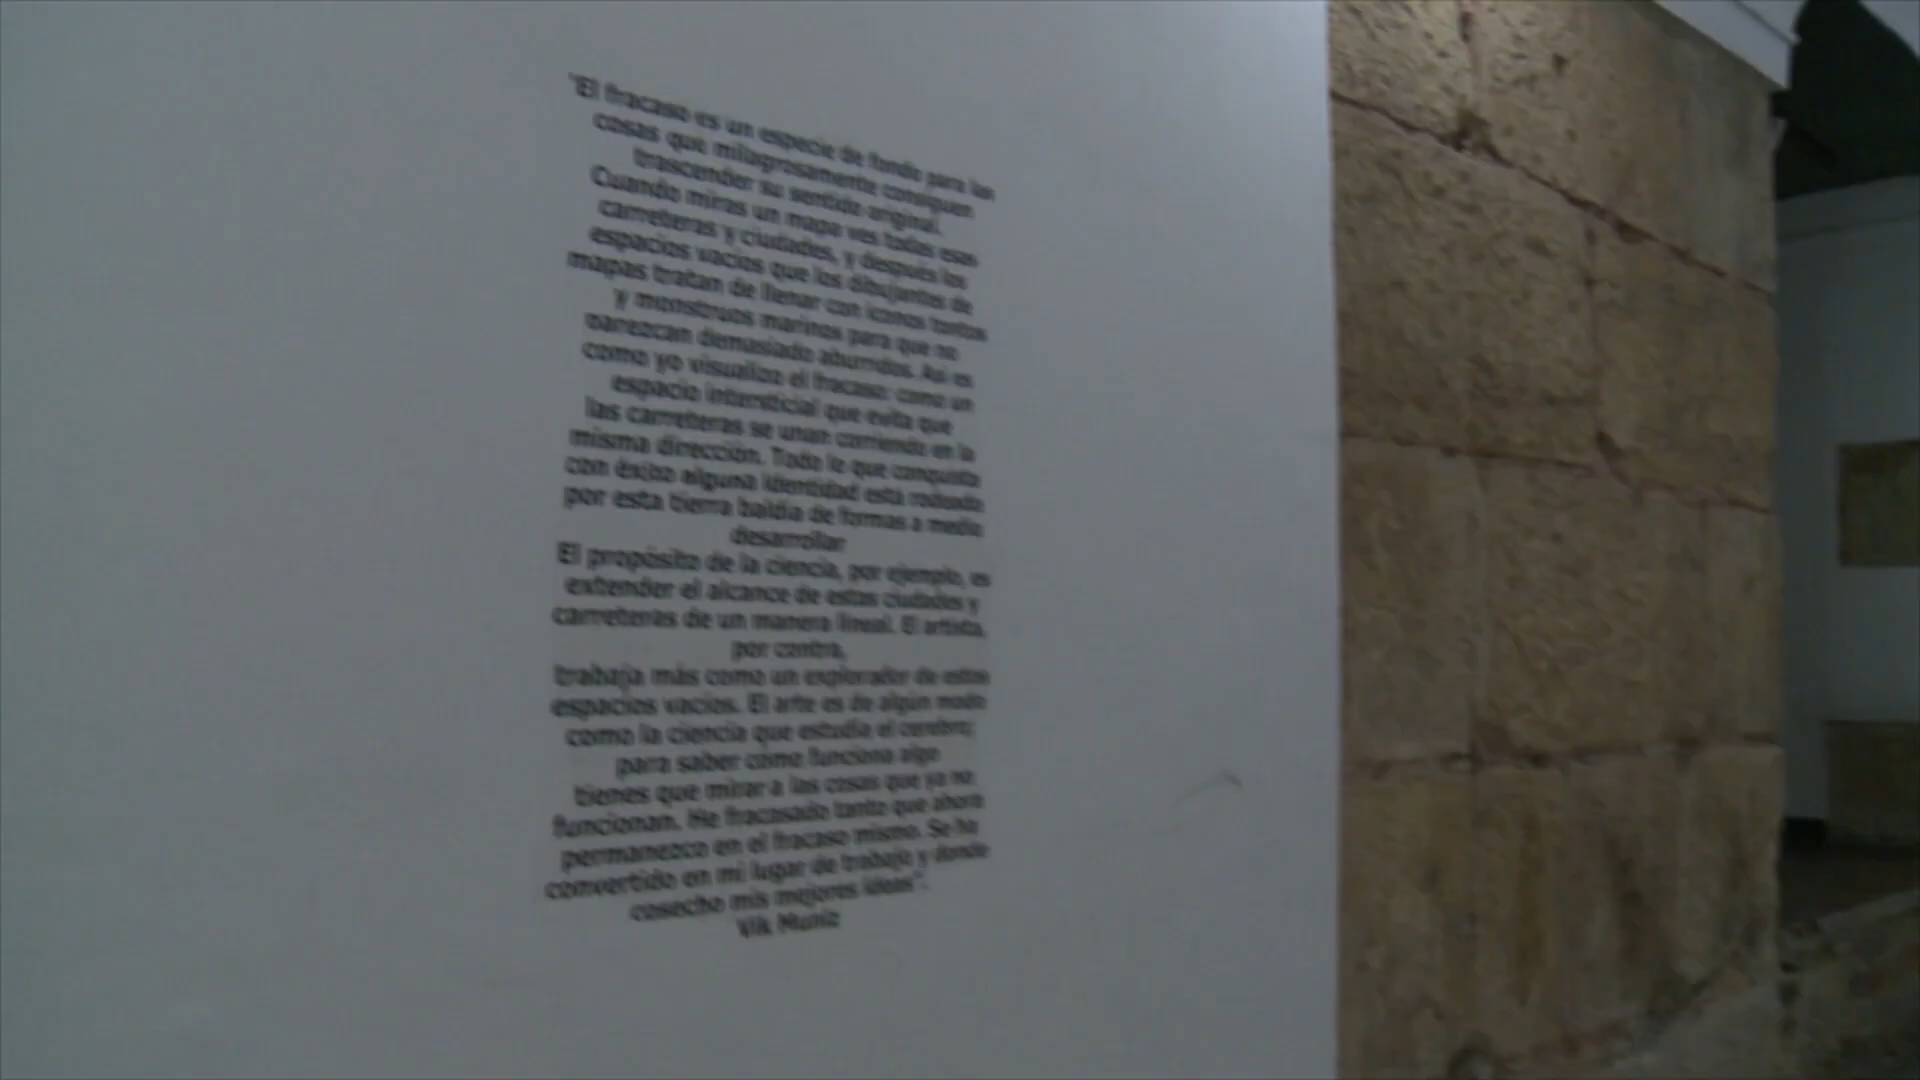 "El fracaso es un especie de fondo para las
cosas que milagrosamente consiguen
trascender su sentido original.
Cuando miras un mapa ves todas esas
carreteras y ciudades, y después los
espacios vacíos que los dibujantes de
mapas tratan de llenar con iconos tontos
y monstruos marinos para que no
parezcan demasiado aburridos. Así es
como yo visualizo el fracaso: como un
espacio intersticial que evita que
las carreteras se unan corriendo en la
misma dirección. Todo lo que conquista
con éxito alguna identidad está rodeado
por esta tierra baldía de formas a medio
desarrollar
El propósito de la ciencia, por ejemplo, es
extender el alcance de estas ciudades y
carreteras de un manera lineal. El artista,
por contra,
trabaja más como un explorador de estos
espacios vacíos. El arte es de algún modo
como la ciencia que estudia el cerebro;
para saber cómo funciona algo
tienes que mirar a las cosas que ya no
funcionan. He fracasado tanto que ahora
permanezco en el fracaso mismo. Se ha
convertido en mi lugar de trabajo y donde
cosecho mis mejores ideas".
Vik Muniz